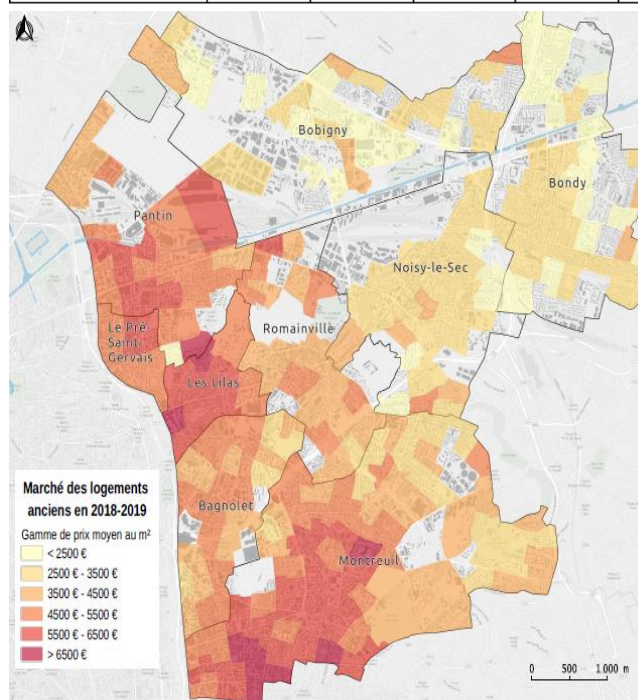 Bobigny
Bondy
Pantin
Noisy-le-Sec
Le Pré-
Saint
Gervais
Romainville
Les Lilas
Bagnolet
Montreuil
Marché des logements
anciens en 2018-2019
Gamme de prix moyen au m²
< 2500 €
2500 € - 3500 €
3500 € - 4500 €
4500 € - 5500 €
5500 € - 6500 €
> 6500 €
0 500 1 000 m